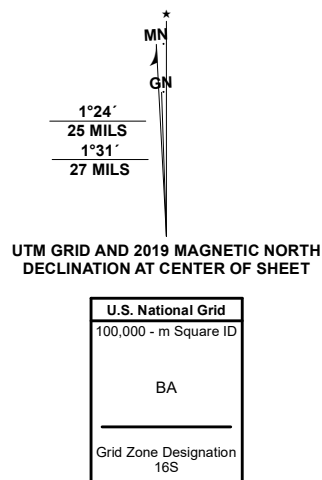 ★
MN
GN
1°24´
25 MILS
1°31´
27 MILS
UTM GRID AND 2019 MAGNETIC NORTH
DECLINATION AT CENTER OF SHEET
U.S. National Grid
100,000 - m Square ID
BA
Grid Zone Designation
16S